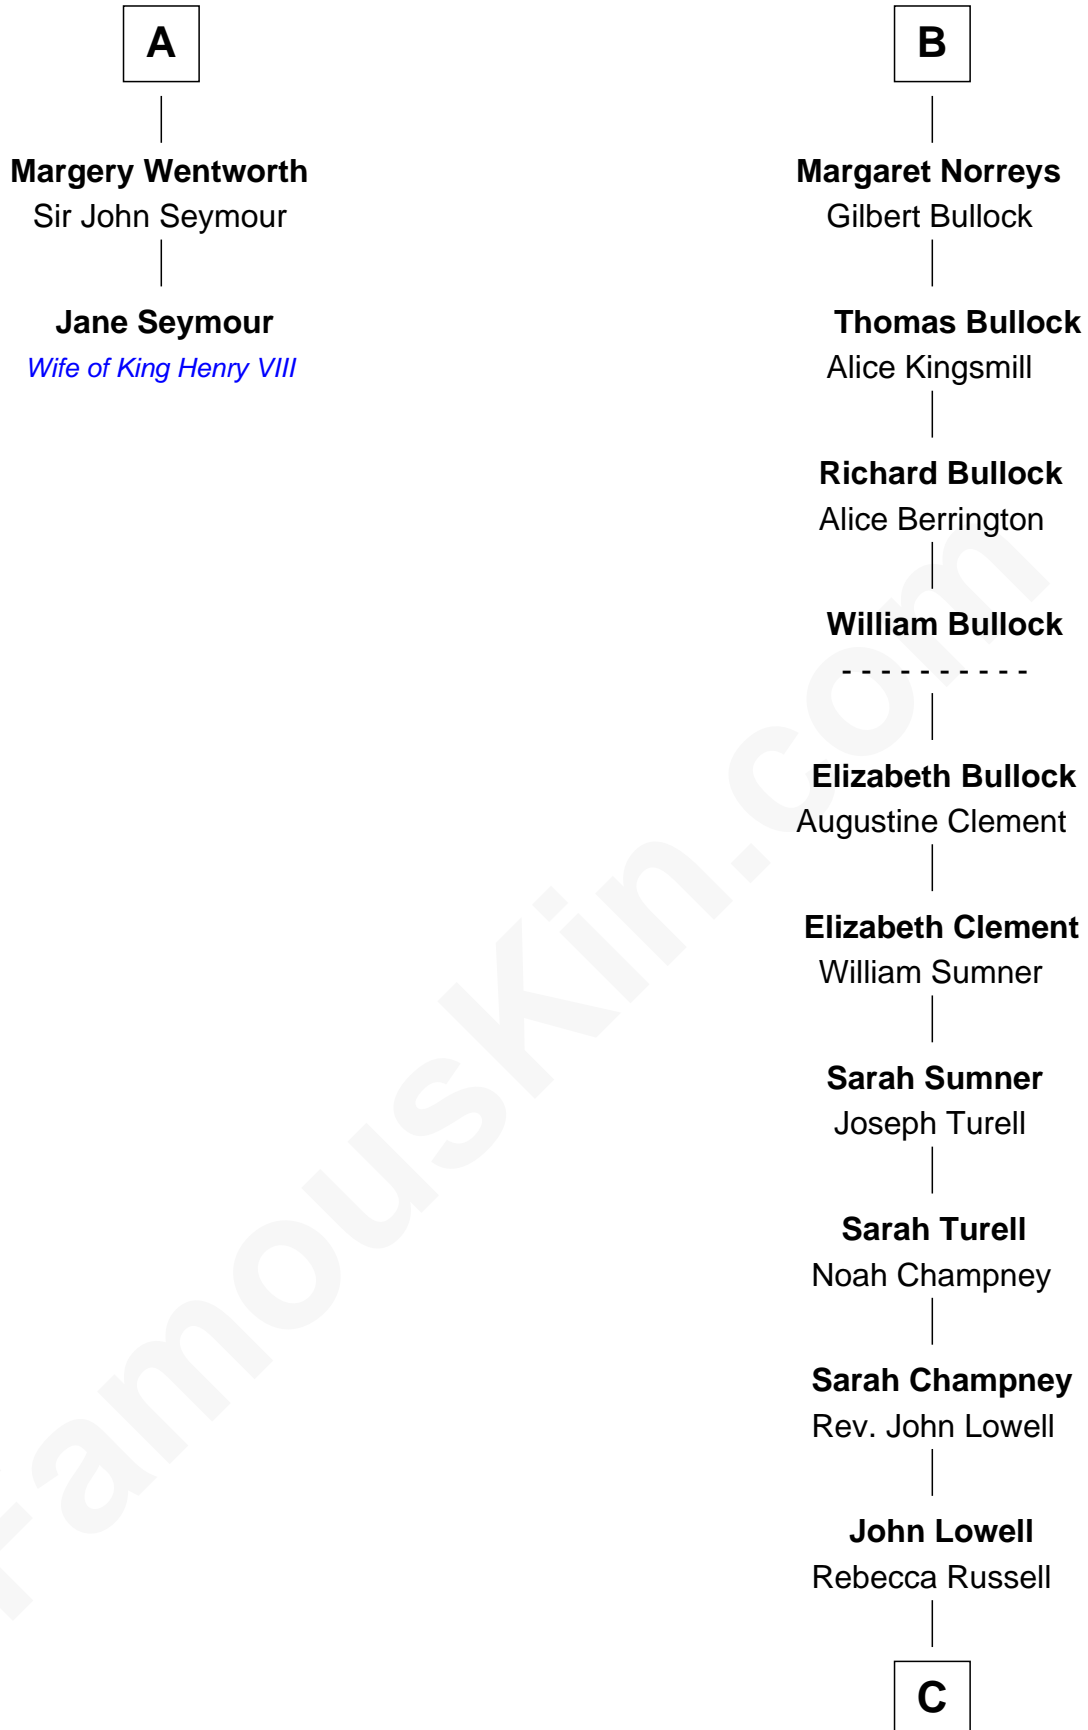 A
Margery Wentworth
Sir John Seymour
Jane Seymour
Wife of King Henry VIII
B
Margaret Norreys
Gilbert Bullock
Thomas Bullock
Alice Kingsmill
Richard Bullock
Alice Berrington
William Bullock
- - - - - - - - - -
Elizabeth Bullock
Augustine Clement
Elizabeth Clement
William Sumner
Sarah Sumner
Joseph Turell
Sarah Turell
Noah Champney
Sarah Champney
Rev. John Lowell
John Lowell
Rebecca Russell
C
FamousKin.com